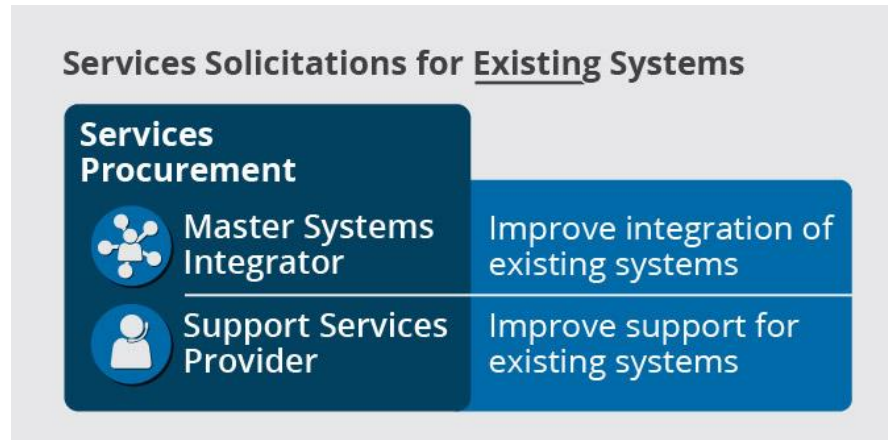 Services Solicitations for Existing Systems
Services
Procurement
Master Systems
Integrator
Improve integration of
existing systems
Support Services
Provider
Improve support for
existing systems